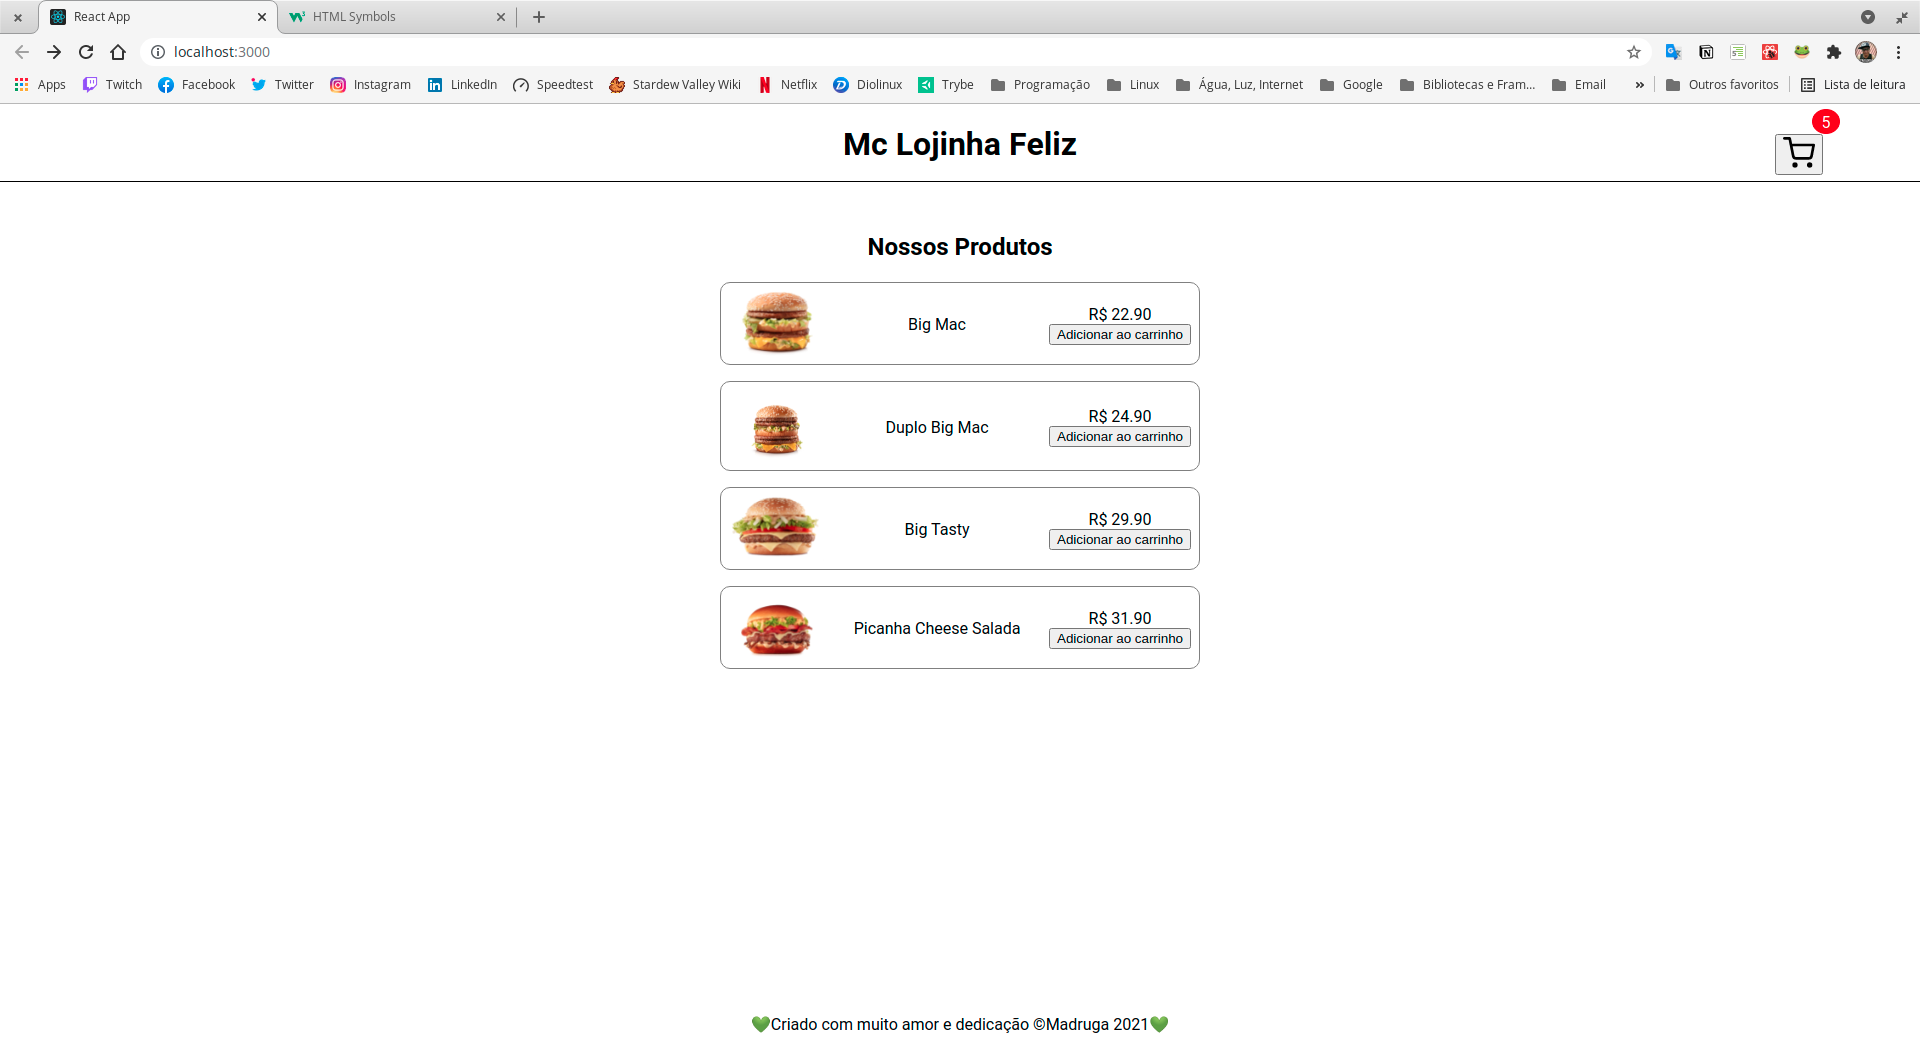 React App
HTML Symbols
localhost:3000
Apps Twitch Facebook Twitter Instagram LinkedIn Speedtest Stardew Valley Wiki Netflix Diolinux Trybe Programação Linux Água, Luz, Internet Google Bibliotecas e Fram... Email » Outros favoritos Lista de leitura
5
Mc Lojinha Feliz
Nossos Produtos
Big Mac
R$ 22.90
Adicionar ao carrinho
Duplo Big Mac
R$ 24.90
Adicionar ao carrinho
Big Tasty
R$ 29.90
Adicionar ao carrinho
Picanha Cheese Salada
R$ 31.90
Adicionar ao carrinho
💚Criado com muito amor e dedicação ©Madruga 2021💚